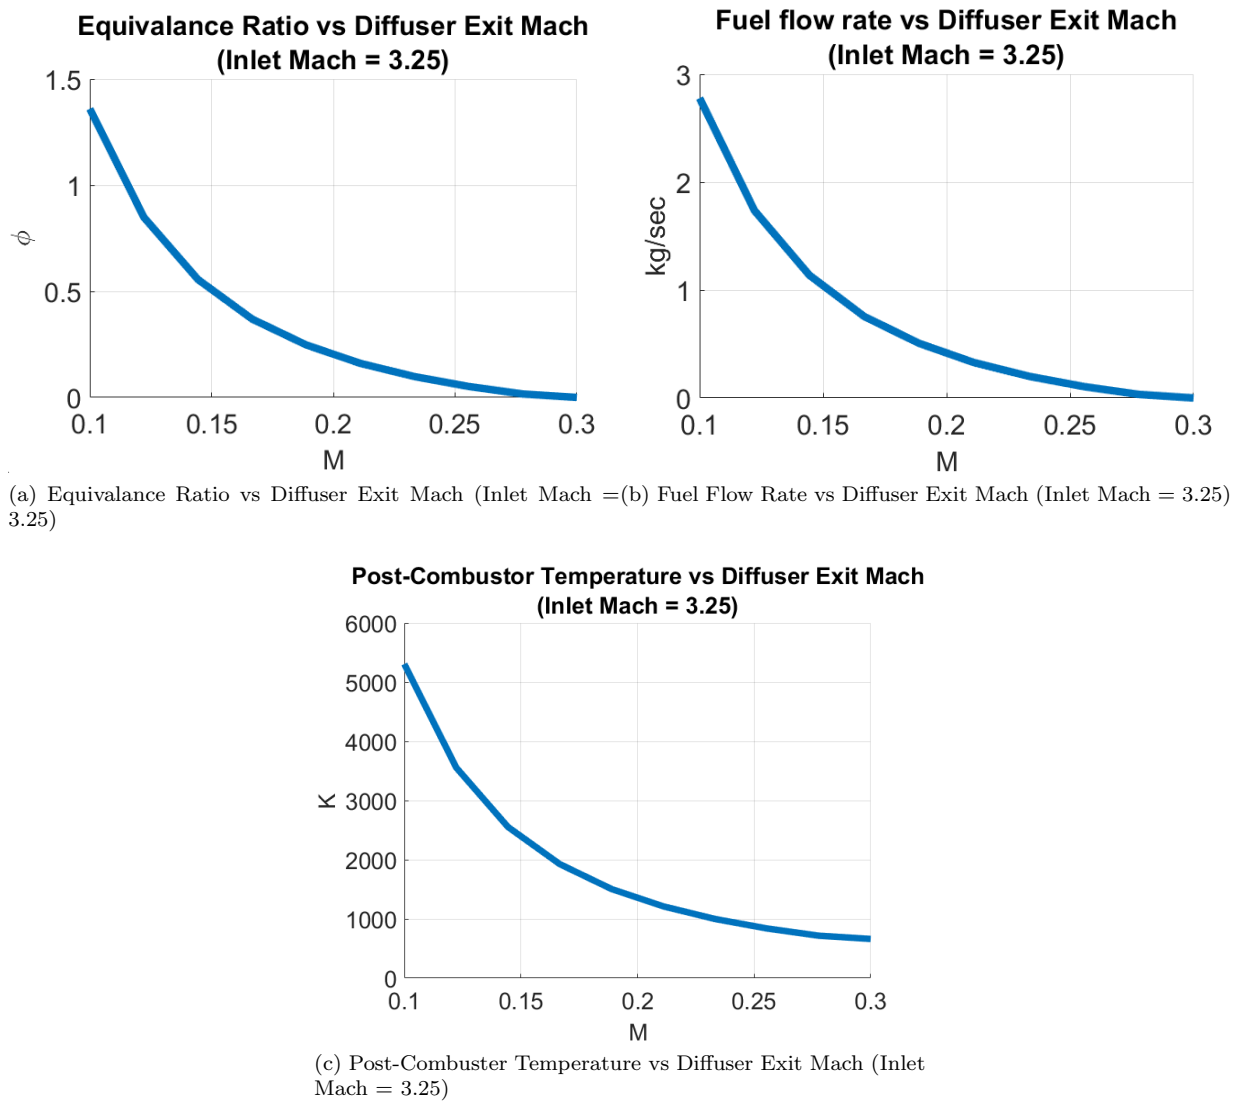 Equivalance Ratio vs Diffuser Exit Mach
(Inlet Mach = 3.25)
1.5
1
0.5
0
ϕ
0.1 0.15 0.2 0.25 0.3
M
Fuel flow rate vs Diffuser Exit Mach
(Inlet Mach = 3.25)
3
2
1
0
kg/sec
0.1 0.15 0.2 0.25 0.3
M
(a) Equivalance Ratio vs Diffuser Exit Mach (Inlet Mach =
3.25)
(b) Fuel Flow Rate vs Diffuser Exit Mach (Inlet Mach = 3.25)
Post-Combustor Temperature vs Diffuser Exit Mach
(Inlet Mach = 3.25)
6000
5000
4000
3000
2000
1000
0
K
0.1 0.15 0.2 0.25 0.3
M
(c) Post-Combuster Temperature vs Diffuser Exit Mach (Inlet
Mach = 3.25)